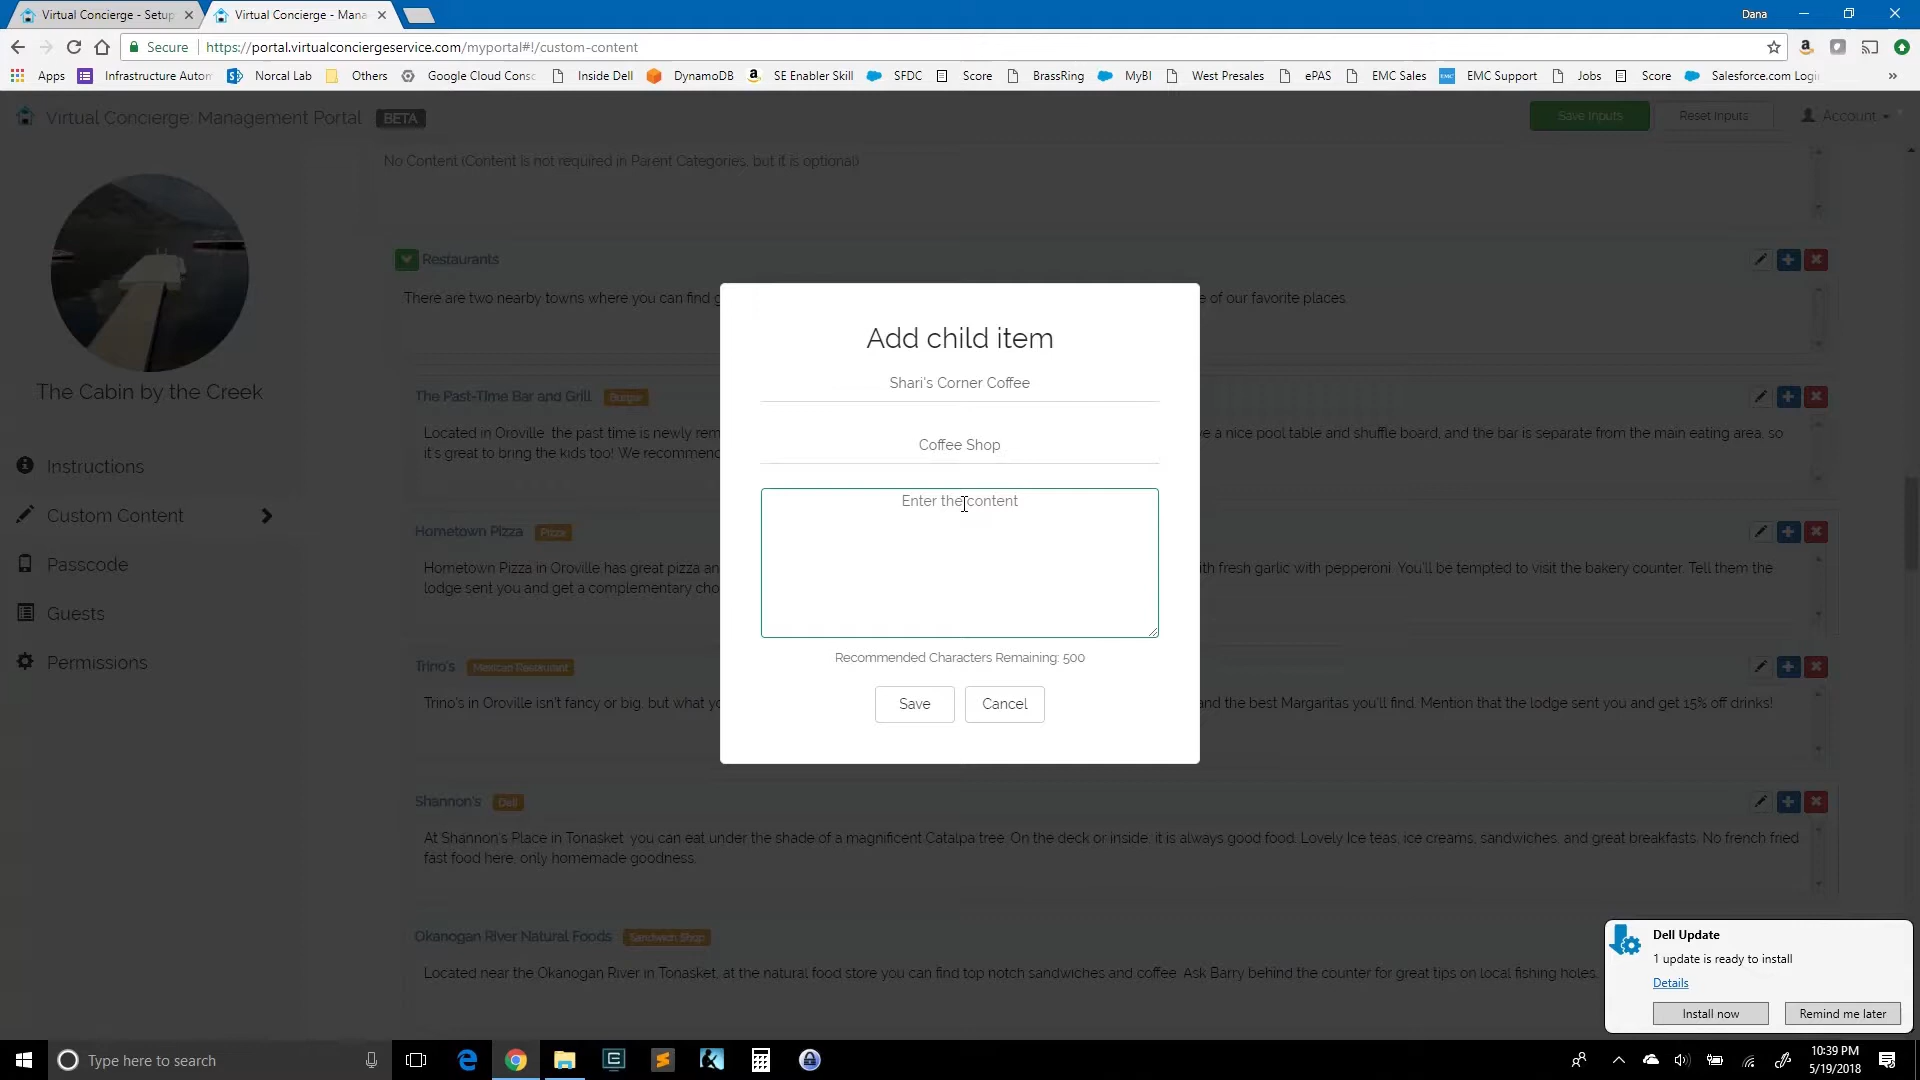 Virtual Concierge - Setup
Virtual Concierge - Mana
Dana
Secure
https://portal.virtualconciergeservice.com/myportal#!/custom-content
Apps
Infrastructure Autom
Norcal Lab
Others
Google Cloud Consc
Inside Dell
DynamoDB
SE Enabler Skill
SFDC
Score
BrassRing
MyBI
West Presales
ePAS
EMC Sales
EMC Support
Jobs
Score
Salesforce.com Logi
»
Virtual Concierge: Management Portal
BETA
Save Inputs
Reset Inputs
Account
No Content (Content is not required in Parent Categories, but it is optional)
The Cabin by the Creek
Instructions
Custom Content
Passcode
Guests
Permissions
Restaurants
There are two nearby towns where you can find g
e of our favorite places.
The Past-Time Bar and Grill
Burger
Located in Oroville, the past time is newly rem
e a nice pool table and shuffle board, and the bar is separate from the main eating area, so
it's great to bring the kids too! We recommenc
Hometown Pizza
Pizza
Hometown Pizza in Oroville has great pizza an
th fresh garlic with pepperoni. You'll be tempted to visit the bakery counter. Tell them the
lodge sent you and get a complementary cho
Trino's
Mexican Restaurant
Trino's in Oroville isn't fancy or big, but what yo
and the best Margaritas you'll find. Mention that the lodge sent you and get 15% off drinks!
Shannon's
Deli
At Shannon's Place in Tonasket, you can eat under the shade of a magnificent Catalpa tree. On the deck or inside, it is always good food. Lovely Ice teas, ice creams, sandwiches, and great breakfasts. No french fried
fast food here, only homemade goodness.
Okanogan River Natural Foods
Sandwich Shop
Located near the Okanogan River in Tonasket, at the natural food store you can find top notch sandwiches and coffee. Ask Barry behind the counter for great tips on local fishing holes.
Add child item
Shari's Corner Coffee
Coffee Shop
Enter the content
Recommended Characters Remaining: 500
Save
Cancel
Dell Update
1 update is ready to install
Details
Install now
Remind me later
Type here to search
10:39 PM
5/19/2018